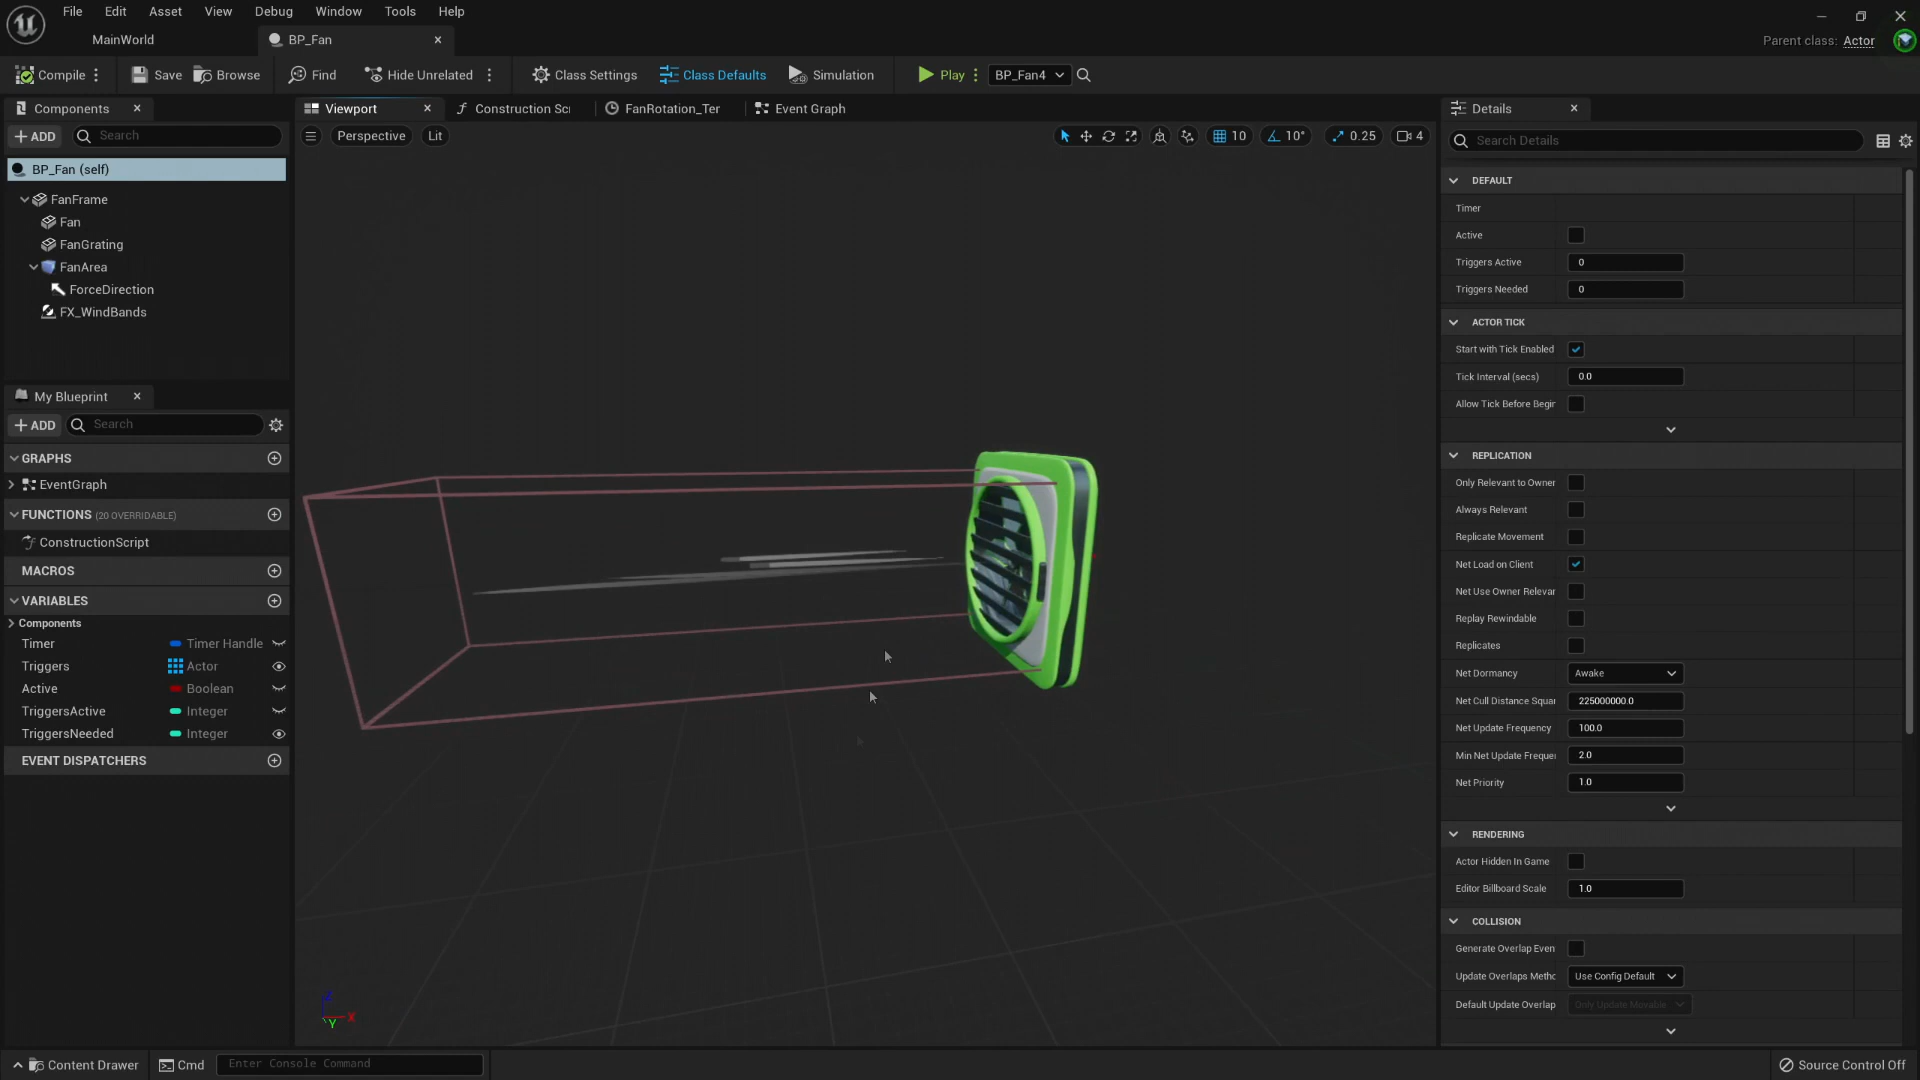 File Edit Asset View Debug Window Tools Help
MainWorld BP_Fan Parent class: Actor
Compile Save Browse Find Hide Unrelated Class Settings Class Defaults Simulation Play BP_Fan4
Components
ADD Search
BP_Fan (self)
FanFrame
Fan
FanGrating
FanArea
ForceDirection
FX_WindBands
My Blueprint
ADD Search
GRAPHS
EventGraph
FUNCTIONS (20 OVERRIDABLE)
ConstructionScript
MACROS
VARIABLES
Components
Timer Timer Handle
Triggers Actor
Active Boolean
TriggersActive Integer
TriggersNeeded Integer
EVENT DISPATCHERS
Viewport Construction Scr FanRotation_Ter Event Graph
Perspective Lit 10 10° 0.25 4
Z
X
Y
Details
Search Details
DEFAULT
Timer
Active
Triggers Active 0
Triggers Needed 0
ACTOR TICK
Start with Tick Enabled
Tick Interval (secs) 0.0
Allow Tick Before Begin
REPLICATION
Only Relevant to Owner
Always Relevant
Replicate Movement
Net Load on Client
Net Use Owner Relevan
Replay Rewindable
Replicates
Net Dormancy Awake
Net Cull Distance Squar 225000000.0
Net Update Frequency 100.0
Min Net Update Frequen 2.0
Net Priority 1.0
RENDERING
Actor Hidden In Game
Editor Billboard Scale 1.0
COLLISION
Generate Overlap Even
Update Overlaps Metho Use Config Default
Default Update Overlap Only Update Movable
Content Drawer Cmd Enter Console Command Source Control Off